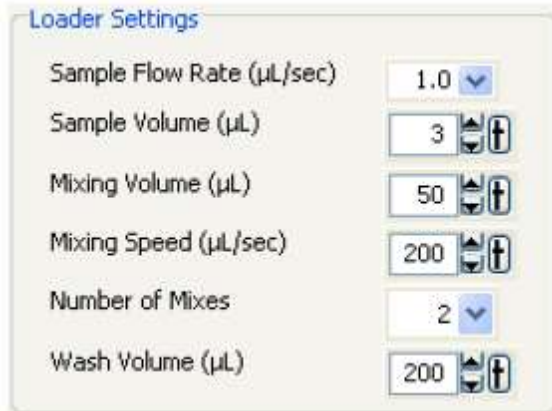 Loader Settings
Sample Flow Rate (µL/sec) 1.0
Sample Volume (µL) 3
Mixing Volume (µL) 50
Mixing Speed (µL/sec) 200
Number of Mixes 2
Wash Volume (µL) 200